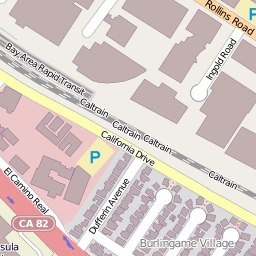 Rollins Road
Bay Area Rapid Transit
P
Ingold Road
Caltrain
Caltrain
Caltrain
California Drive
P
Caltrain
El Camino Real
Dufferin Avenue
CA 82
Burlingame Village
sula